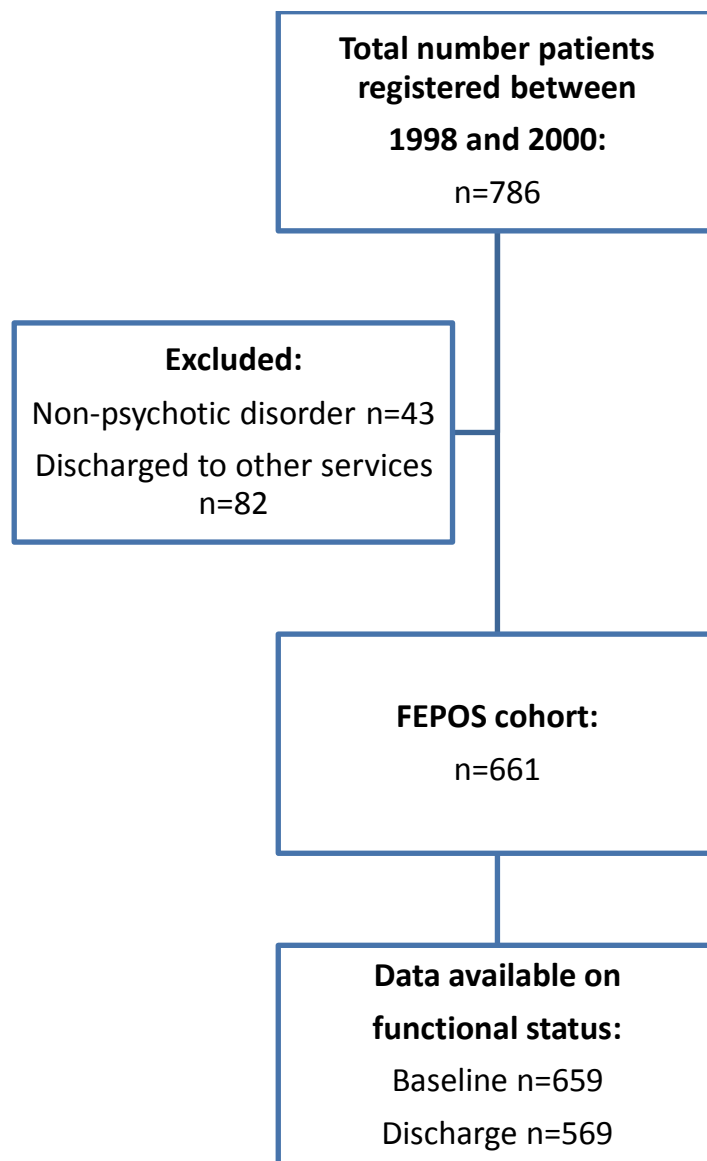 Total number patients
registered between
1998 and 2000:
n=786
Excluded:
Non-psychotic disorder n=43
Discharged to other services
n=82
FEPOS cohort:
n=661
Data available on
functional status:
Baseline n=659
Discharge n=569